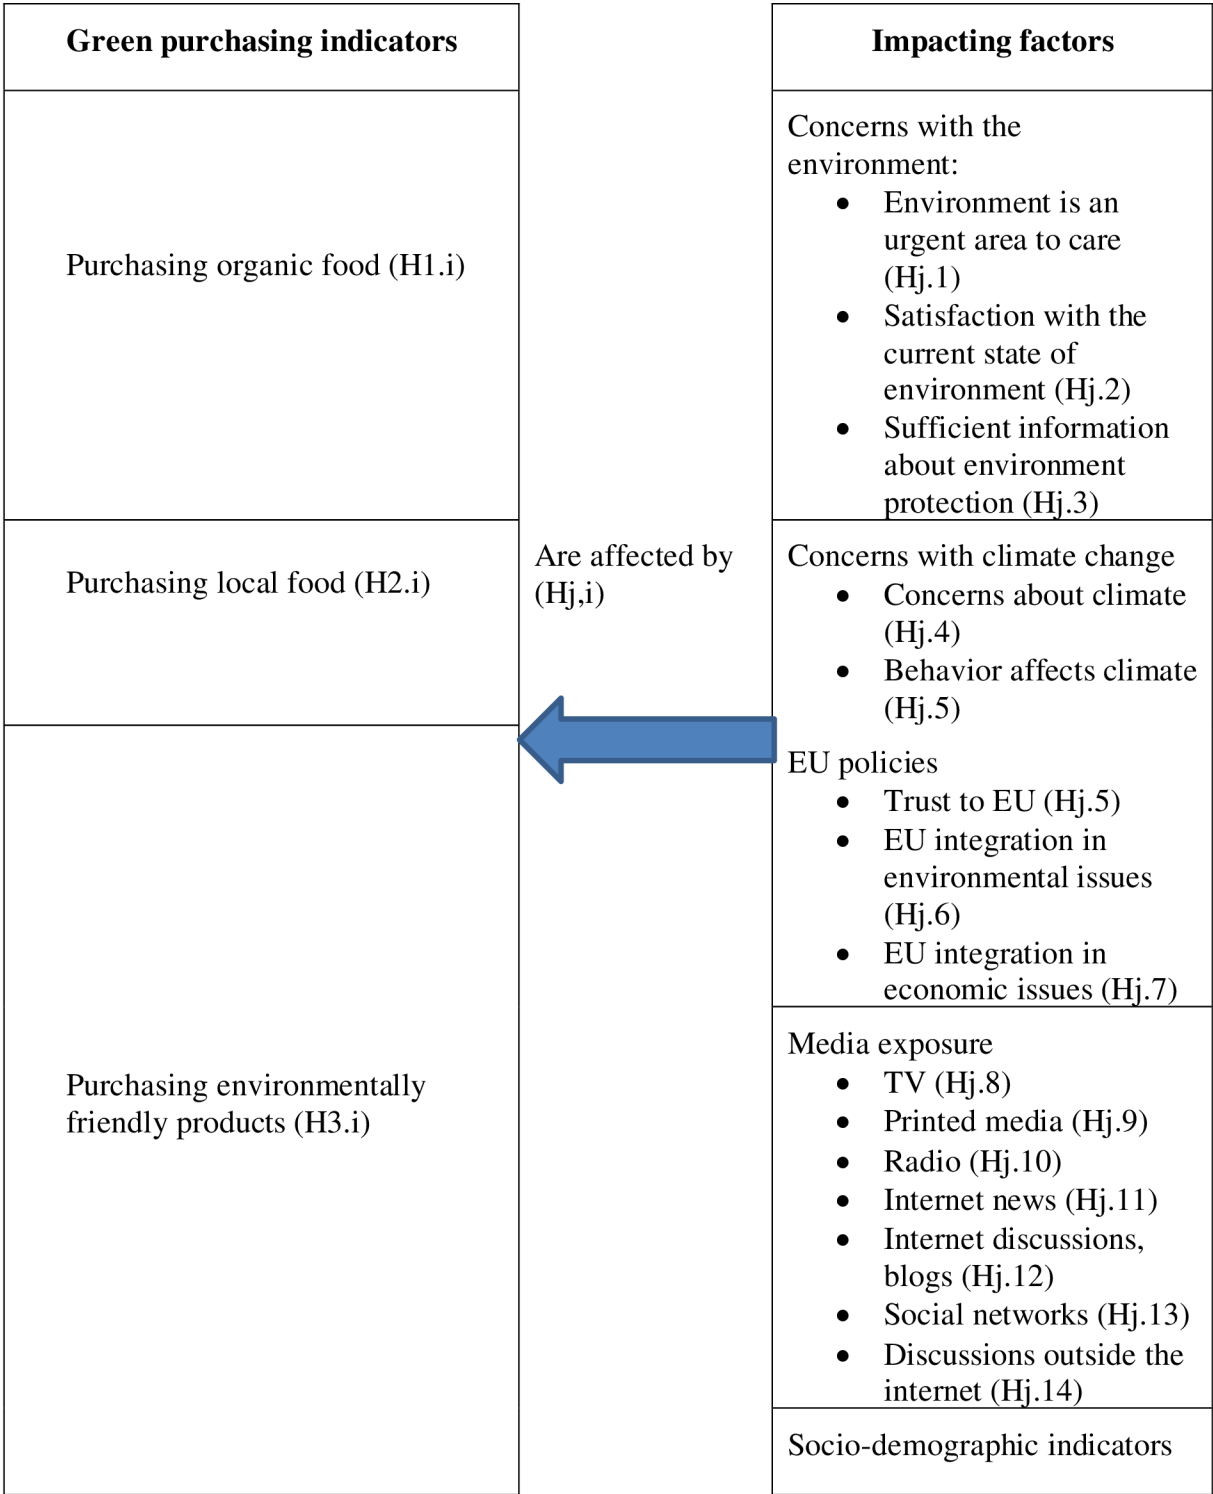 Green purchasing indicators
Purchasing organic food (H1.i)
Purchasing local food (H2.i)
Purchasing environmentally
friendly products (H3.i)
Are affected by
(Hj,i)
Impacting factors
Concerns with the
environment:
• Environment is an
urgent area to care
(Hj.1)
• Satisfaction with the
current state of
environment (Hj.2)
• Sufficient information
about environment
protection (Hj.3)
Concerns with climate change
• Concerns about climate
(Hj.4)
• Behavior affects climate
(Hj.5)
EU policies
• Trust to EU (Hj.5)
• EU integration in
environmental issues
(Hj.6)
• EU integration in
economic issues (Hj.7)
Media exposure
• TV (Hj.8)
• Printed media (Hj.9)
• Radio (Hj.10)
• Internet news (Hj.11)
• Internet discussions,
blogs (Hj.12)
• Social networks (Hj.13)
• Discussions outside the
internet (Hj.14)
Socio-demographic indicators